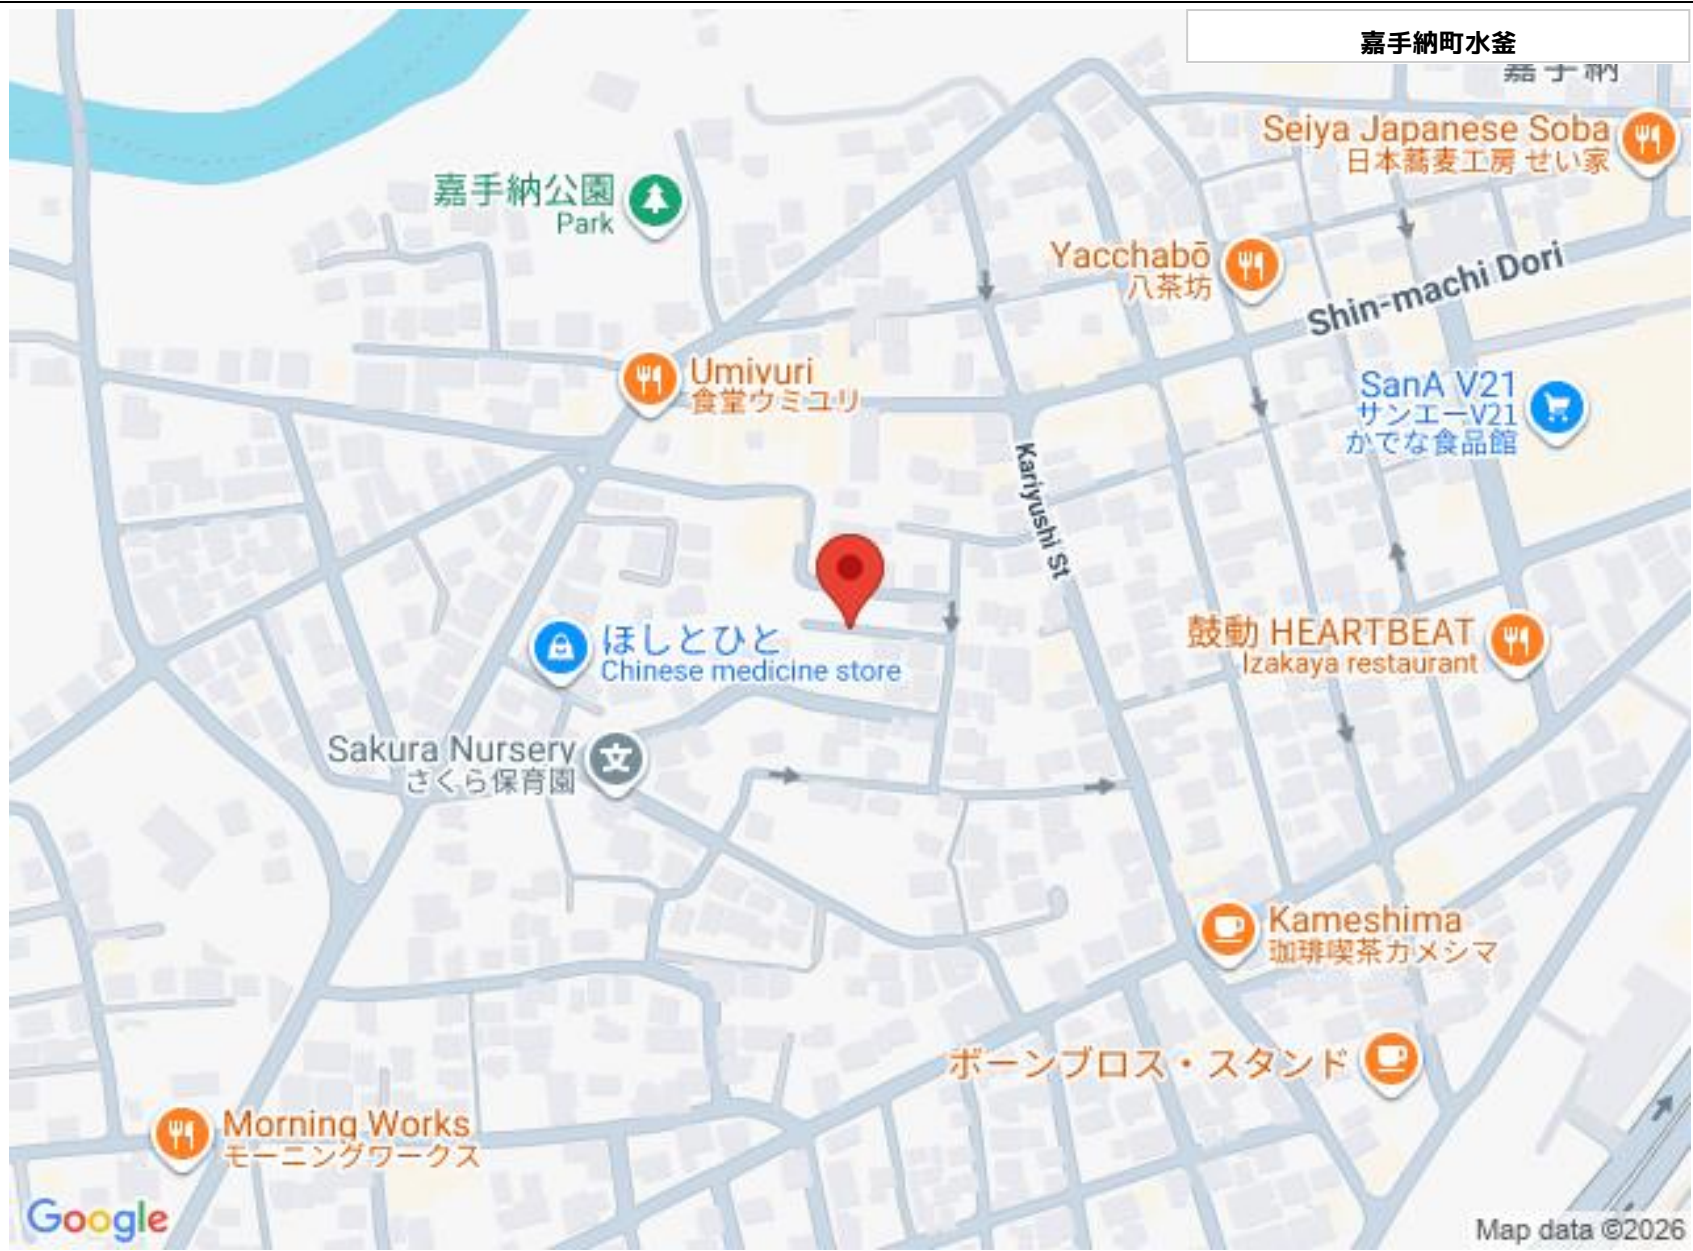 嘉手納町水釜
嘉手納
Seiya Japanese Soba
日本蕎麦工房 せい家
嘉手納公園
Park
Yacchabō
八茶坊
Shin-machi Dori
Umiyuri
食堂ウミユリ
SanA V21
サンエーV21
かでな食品館
Kariyushi St
ほしとひと
Chinese medicine store
鼓動 HEARTBEAT
Izakaya restaurant
Sakura Nursery
さくら保育園
文
Kameshima
珈琲喫茶カメシマ
ボーンブロス・スタンド
Morning Works
モーニングワークス
Google
Map data ©2026